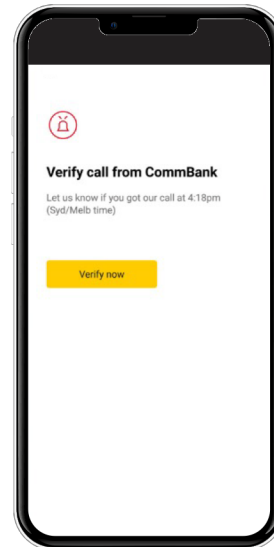 Verify call from CommBank
Let us know if you got our call at 4:18pm
(Syd/Melb time)
Verify now